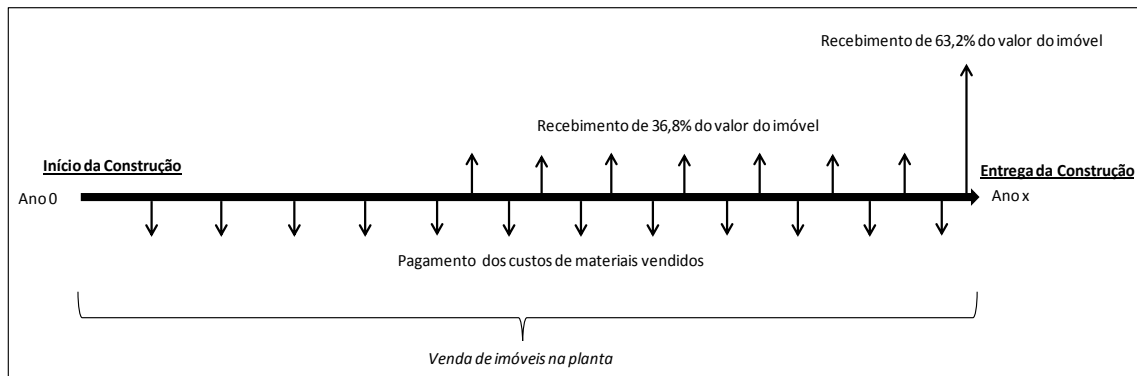 Recebimento de 63,2% do valor do imóvel
Recebimento de 36,8% do valor do imóvel
Início da Construção
Entrega da Construção
Ano 0
Ano x
Pagamento dos custos de materiais vendidos
Venda de imóveis na planta